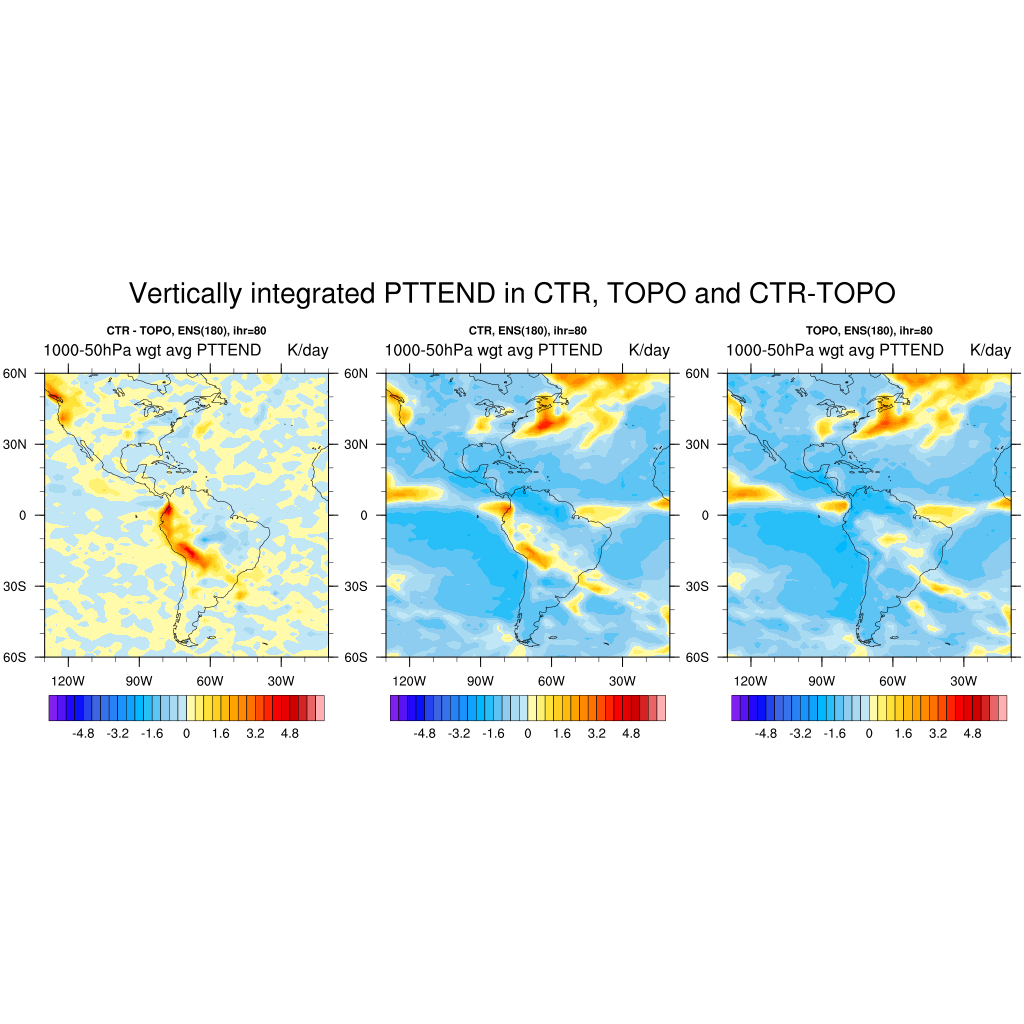 Vertically integrated PTTEND in CTR, TOPO and CTR-TOPO
CTR - TOPO, ENS(180), ihr=80
1000-50hPa wgt avg PTTEND K/day
60N
30N
0
30S
60S
120W 90W 60W 30W
-4.8 -3.2 -1.6 0 1.6 3.2 4.8
CTR, ENS(180), ihr=80
1000-50hPa wgt avg PTTEND K/day
60N
30N
0
30S
60S
120W 90W 60W 30W
-4.8 -3.2 -1.6 0 1.6 3.2 4.8
TOPO, ENS(180), ihr=80
1000-50hPa wgt avg PTTEND K/day
60N
30N
0
30S
60S
120W 90W 60W 30W
-4.8 -3.2 -1.6 0 1.6 3.2 4.8